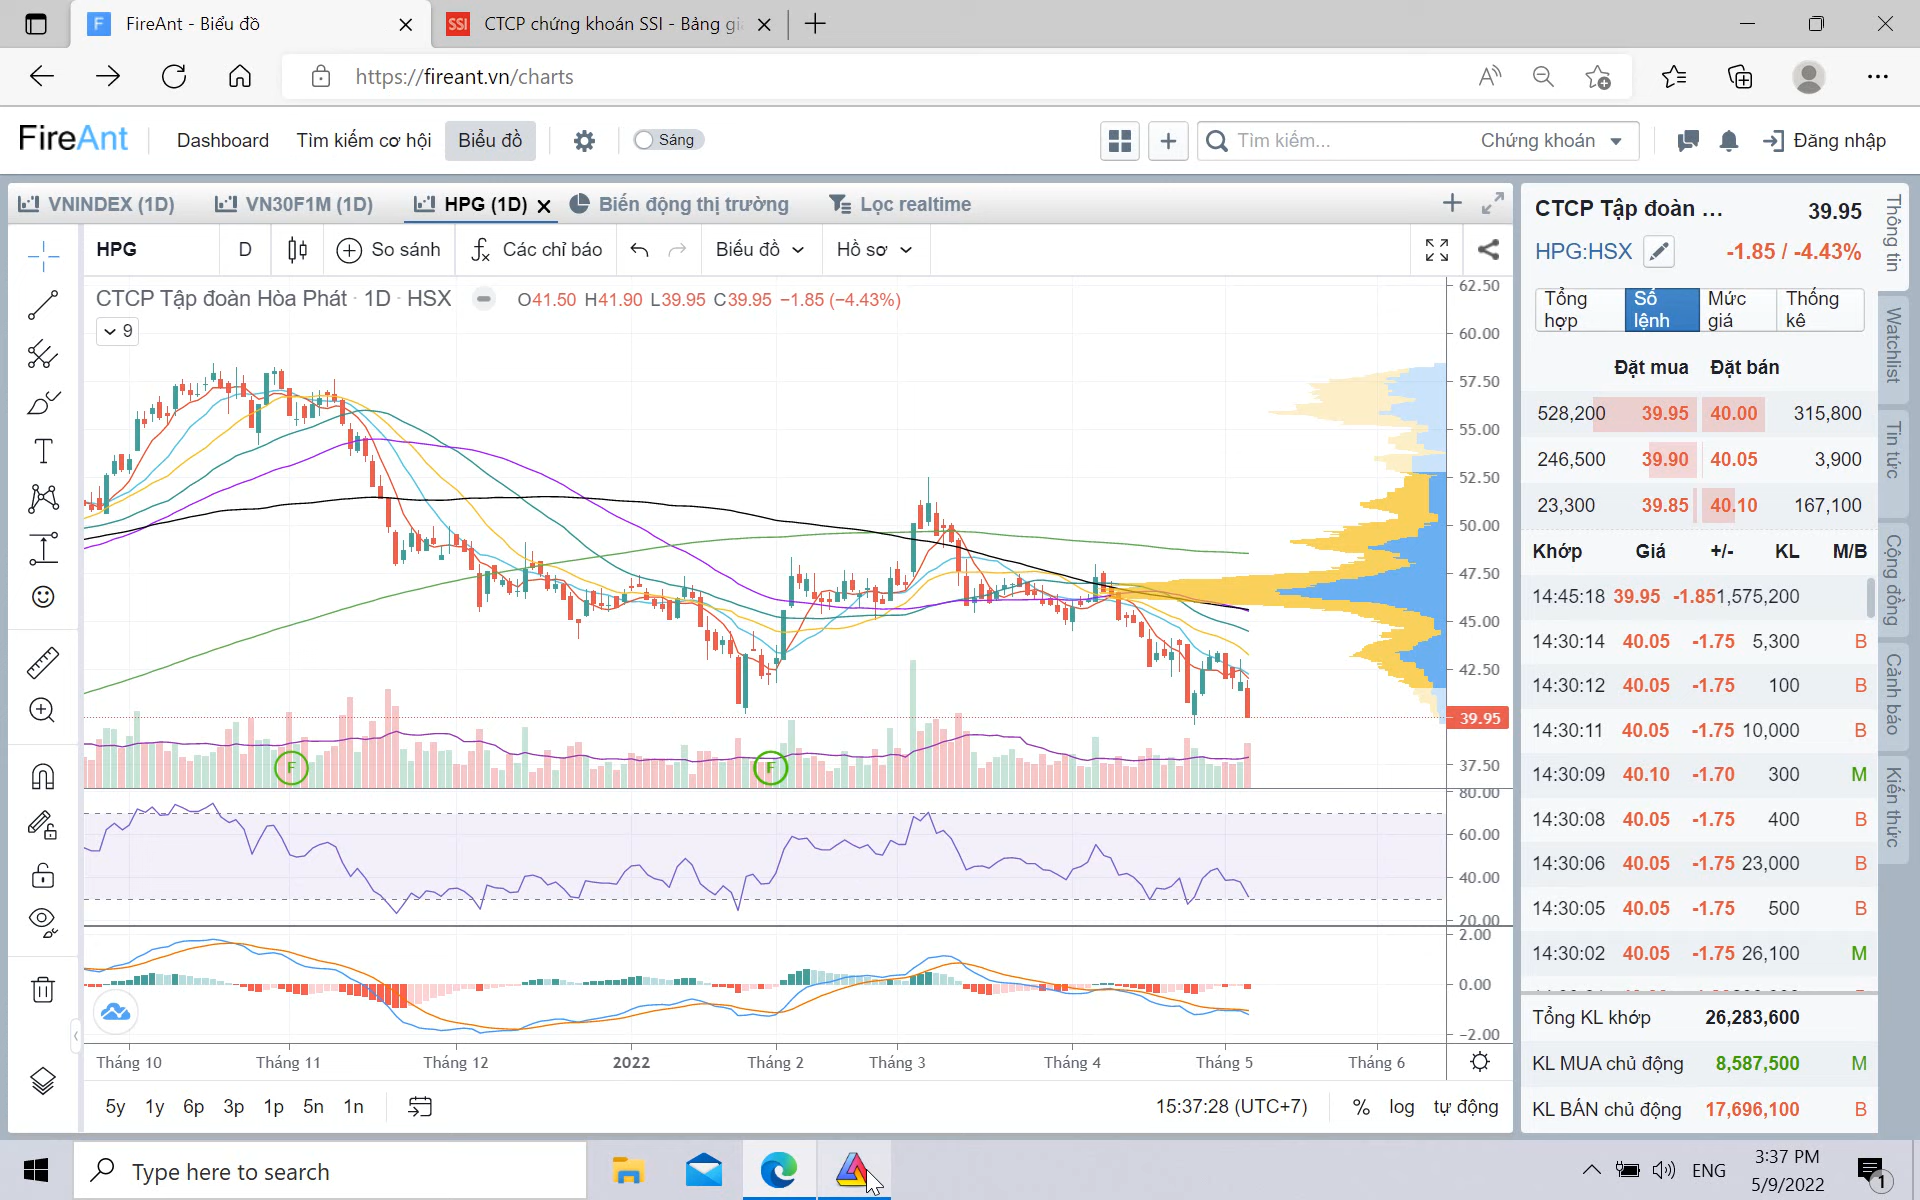 FireAnt - Biểu đồ
CTCP chứng khoán SSI - Bảng gi
https://fireant.vn/charts
FireAnt
Dashboard
Tìm kiếm cơ hội
Biểu đồ
Sáng
Tìm kiếm...
Chứng khoán
Đăng nhập
VNINDEX (1D)
VN30F1M (1D)
HPG (1D)
Biến động thị trường
Lọc realtime
HPG
D
So sánh
Các chỉ báo
Biểu đồ
Hồ sơ
CTCP Tập đoàn Hòa Phát · 1D · HSX
O41.50 H41.90 L39.95 C39.95 −1.85 (−4.43%)
9
62.50
60.00
57.50
55.00
52.50
50.00
47.50
45.00
42.50
39.95
37.50
F
F
80.00
60.00
40.00
20.00
2.00
0.00
−2.00
Tháng 10
Tháng 11
Tháng 12
2022
Tháng 2
Tháng 3
Tháng 4
Tháng 5
Tháng 6
5y 1y 6p 3p 1p 5n 1n
15:37:28 (UTC+7)
% log tự động
CTCP Tập đoàn ... 39.95
HPG:HSX -1.85 / -4.43%
Tổng hợp
Sổ lệnh
Mức giá
Thống kê
Đặt mua Đặt bán
528,200 39.95 40.00 315,800
246,500 39.90 40.05 3,900
23,300 39.85 40.10 167,100
Khớp Giá +/- KL M/B
14:45:18 39.95 -1.85 1,575,200
14:30:14 40.05 -1.75 5,300 B
14:30:12 40.05 -1.75 100 B
14:30:11 40.05 -1.75 10,000 B
14:30:09 40.10 -1.70 300 M
14:30:08 40.05 -1.75 400 B
14:30:06 40.05 -1.75 23,000 B
14:30:05 40.05 -1.75 500 B
14:30:02 40.05 -1.75 26,100 M
Tổng KL khớp 26,283,600
KL MUA chủ động 8,587,500 M
KL BÁN chủ động 17,696,100 B
Thông tin
Watchlist
Tin tức
Cộng đồng
Cảnh báo
Kiến thức
Type here to search
ENG
3:37 PM
5/9/2022
1